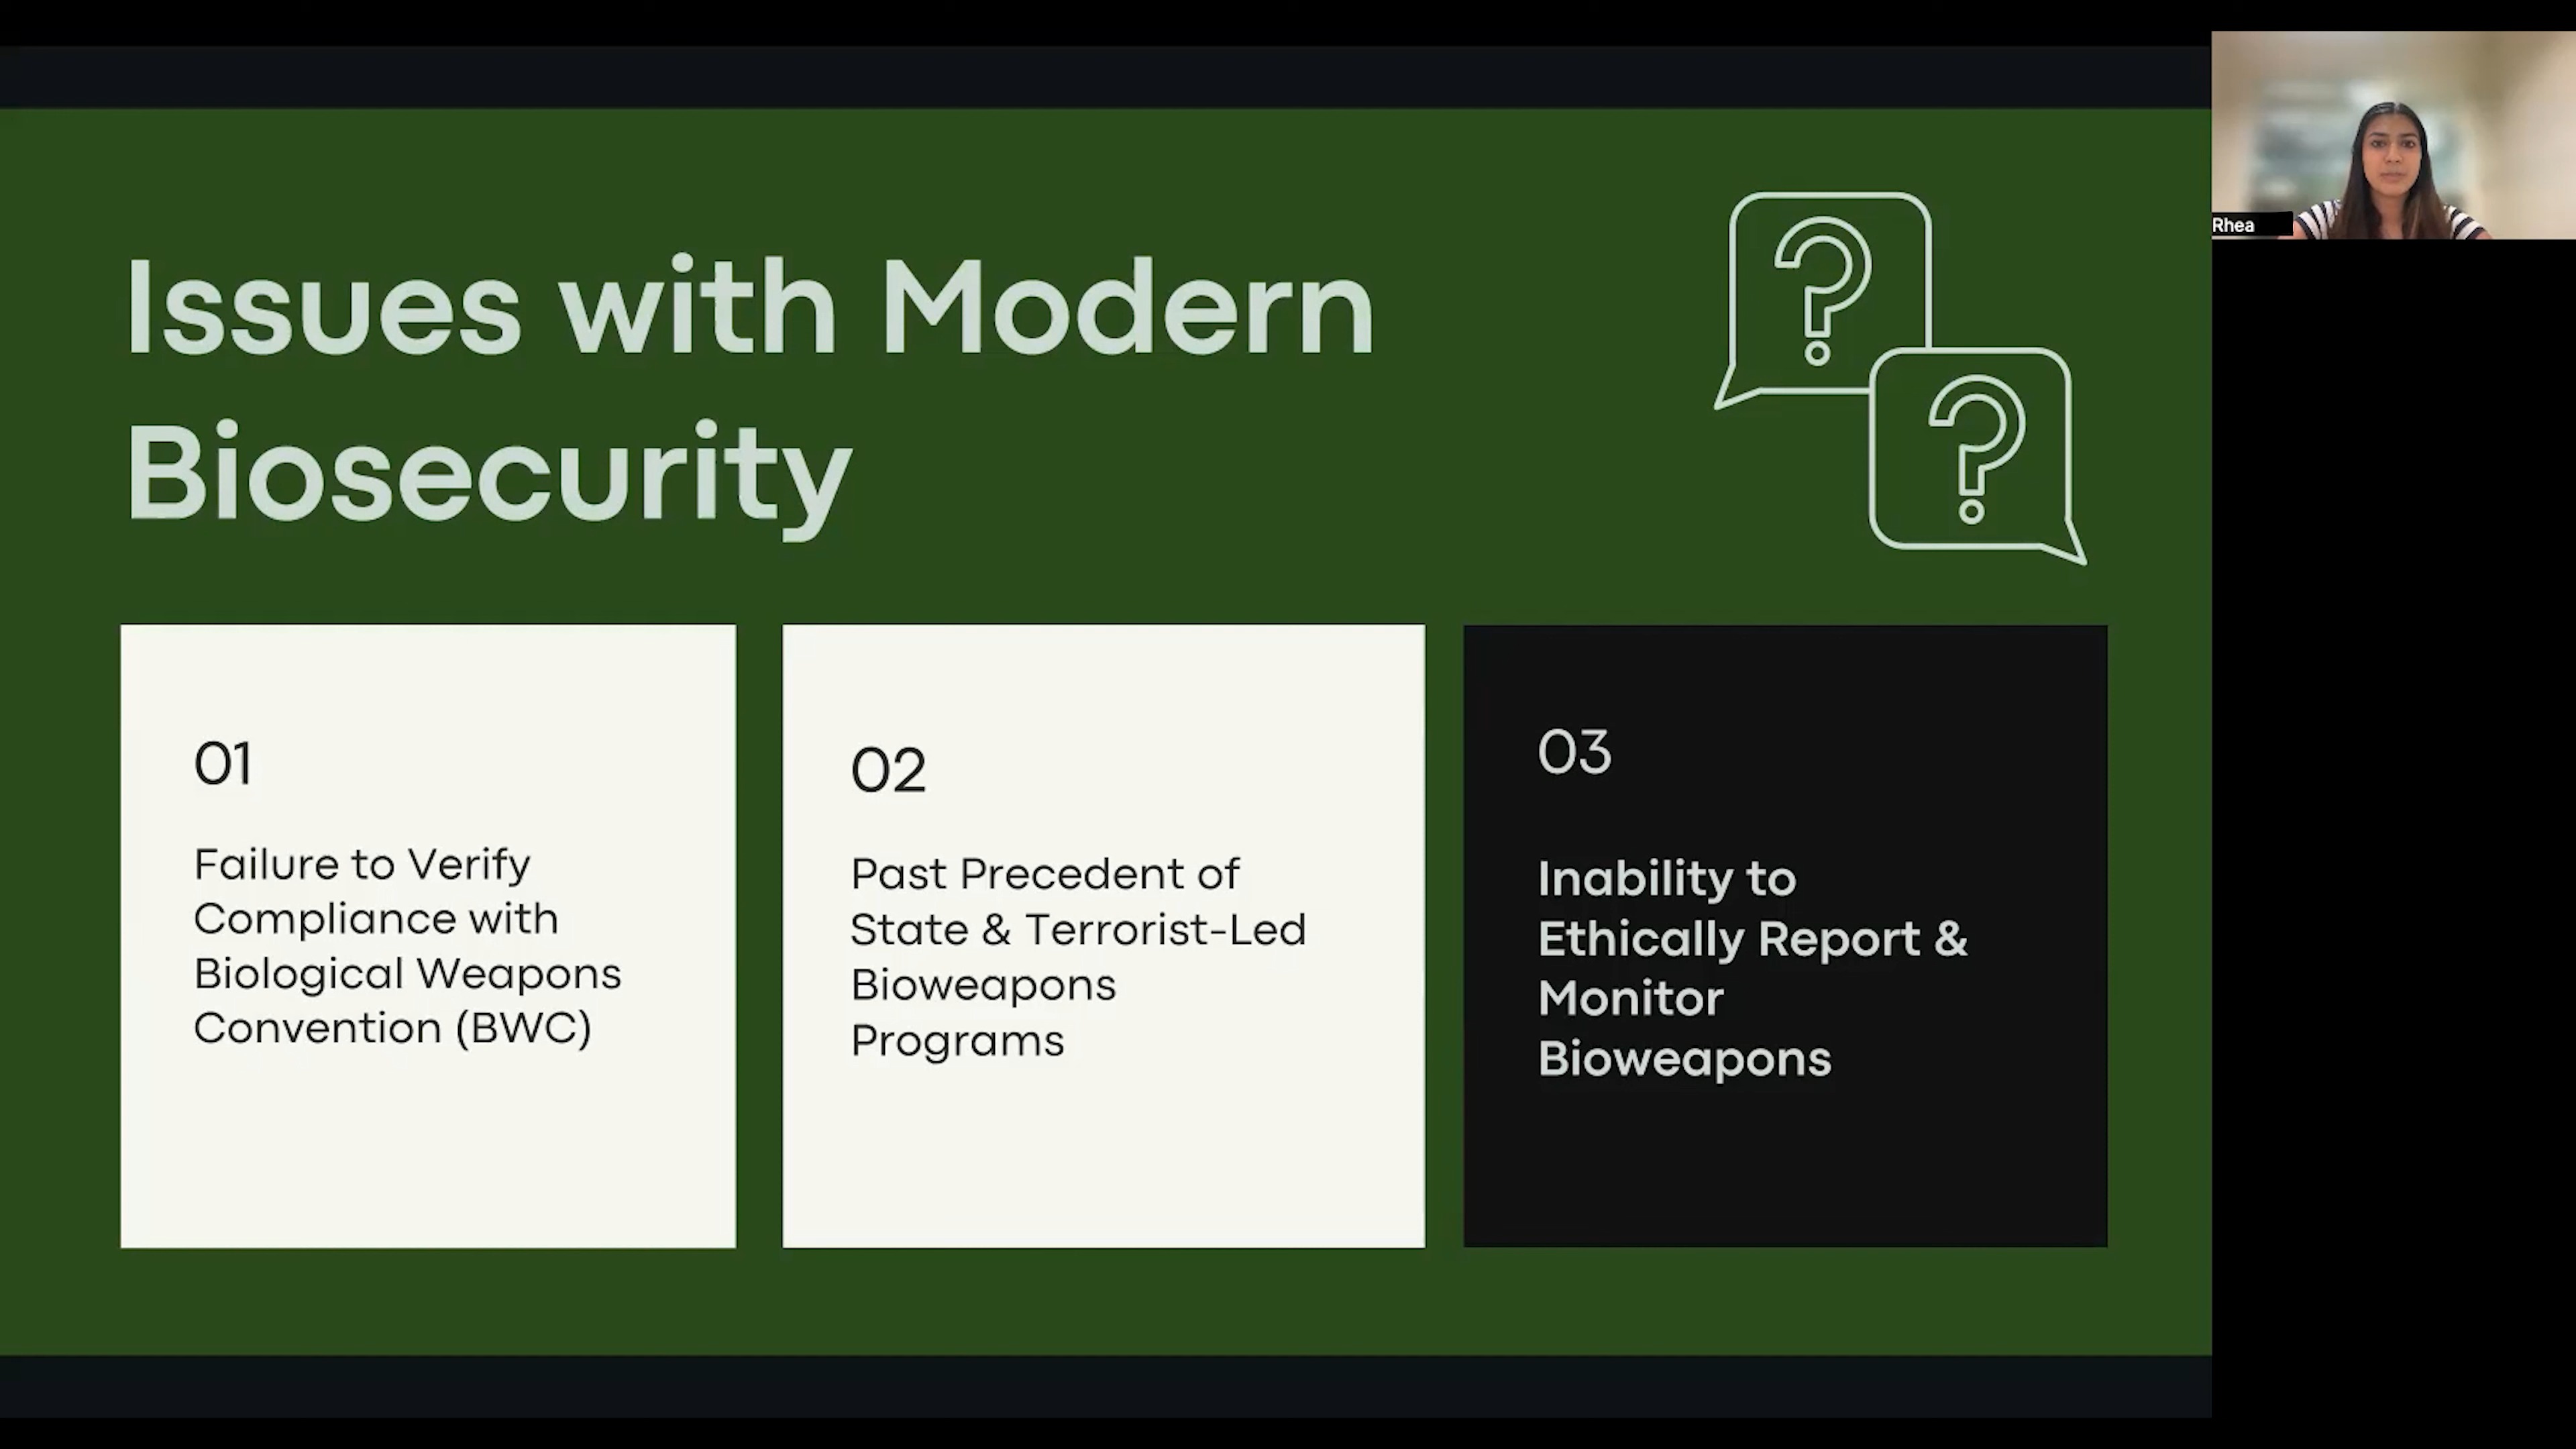 Issues with Modern
Biosecurity
01
Failure to Verify
Compliance with
Biological Weapons
Convention (BWC)
02
Past Precedent of
State & Terrorist-Led
Bioweapons
Programs
03
Inability to
Ethically Report &
Monitor
Bioweapons
Rhea